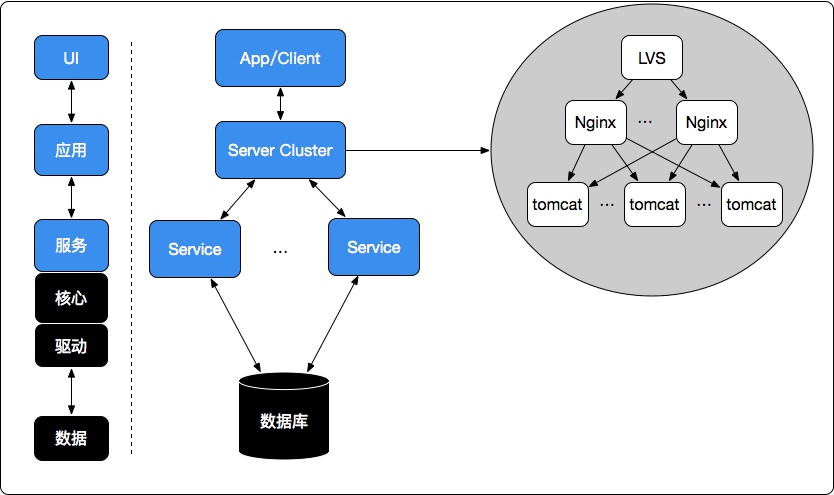 UI
应用
服务
核心
驱动
数据
App/Client
Server Cluster
Service
...
Service
数据库
LVS
Nginx
...
Nginx
tomcat
...
tomcat
...
tomcat